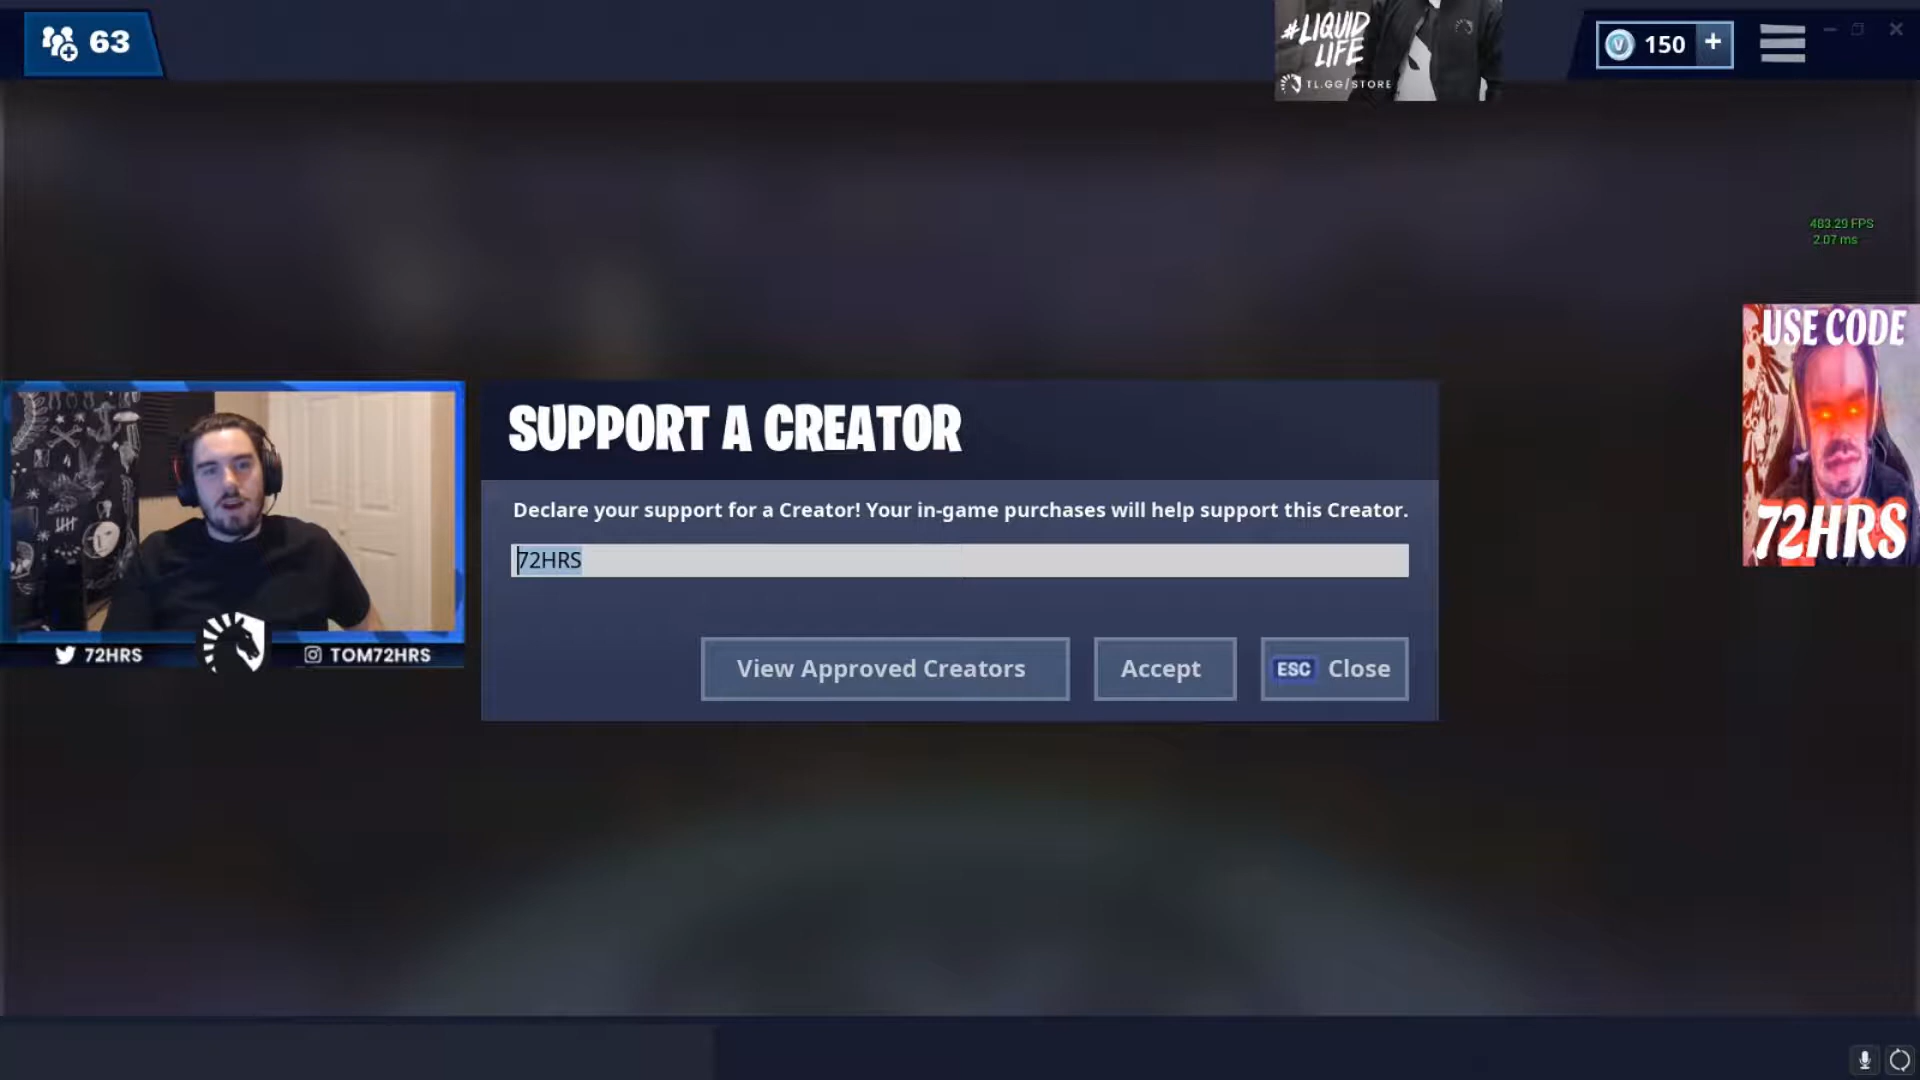 63
#LIQUID
LIFE
TL.GG/STORE
150 +
483.29 FPS
2.07 ms
USE CODE
72HRS
SUPPORT A CREATOR
Declare your support for a Creator! Your in-game purchases will help support this Creator.
72HRS
View Approved Creators
Accept
ESC Close
72HRS
TOM72HRS